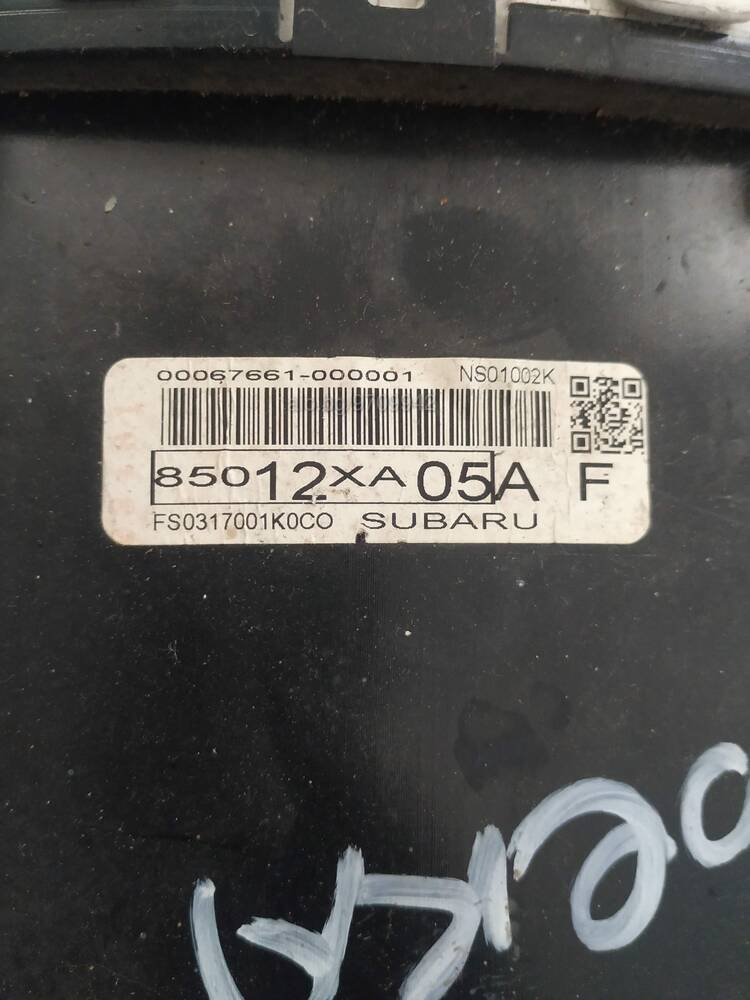 00067661-000001 NS01002K
85012XA05A F
FS0317001K0CO SUBARU